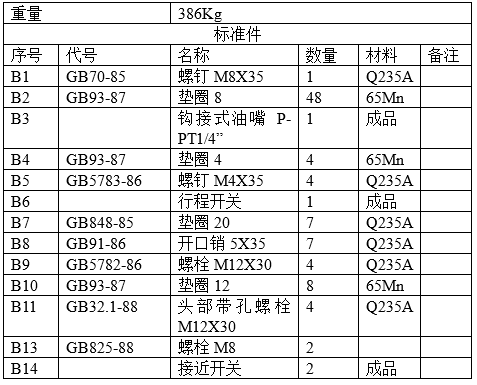 重量 386Kg
标准件
序号 代号 名称 数量 材料 备注
B1 GB70-85 螺钉 M8X35 1 Q235A
B2 GB93-87 垫圈 8 48 65Mn
B3 钩接式油嘴 P-PT1/4” 1 成品
B4 GB93-87 垫圈 4 4 65Mn
B5 GB5783-86 螺钉 M4X35 4 Q235A
B6 行程开关 1 成品
B7 GB848-85 垫圈 20 7 Q235A
B8 GB91-86 开口销 5X35 7 Q235A
B9 GB5782-86 螺栓 M12X30 4 Q235A
B10 GB93-87 垫圈 12 8 65Mn
B11 GB32.1-88 头部带孔螺栓 M12X30 4 Q235A
B13 GB825-88 螺栓 M8 2
B14 接近开关 2 成品